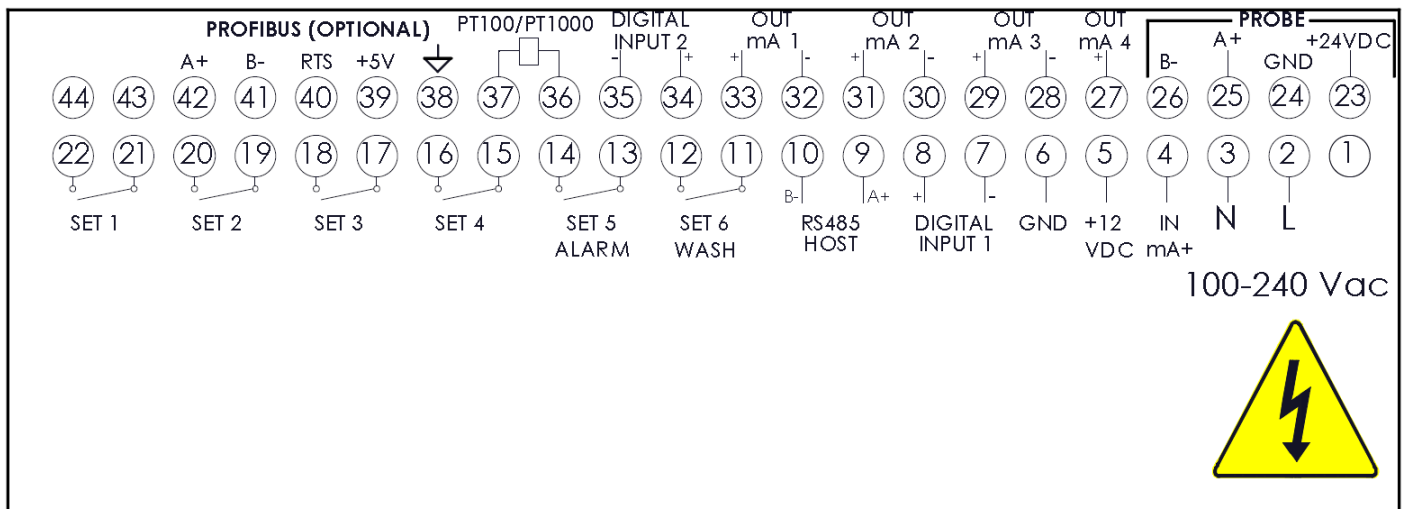 PROFIBUS (OPTIONAL) PT100/PT1000 DIGITAL INPUT 2 OUT mA 1 OUT mA 2 OUT mA 3 OUT mA 4 PROBE
A+ B- RTS +5V - + + - + - + - + B- A+ GND +24VDC
44 43 42 41 40 39 38 37 36 35 34 33 32 31 30 29 28 27 26 25 24 23
22 21 20 19 18 17 16 15 14 13 12 11 10 9 8 7 6 5 4 3 2 1
B- A+ + -
SET 1 SET 2 SET 3 SET 4 SET 5 ALARM SET 6 WASH RS485 HOST DIGITAL INPUT 1 GND +12 VDC IN mA+ N L
100-240 Vac